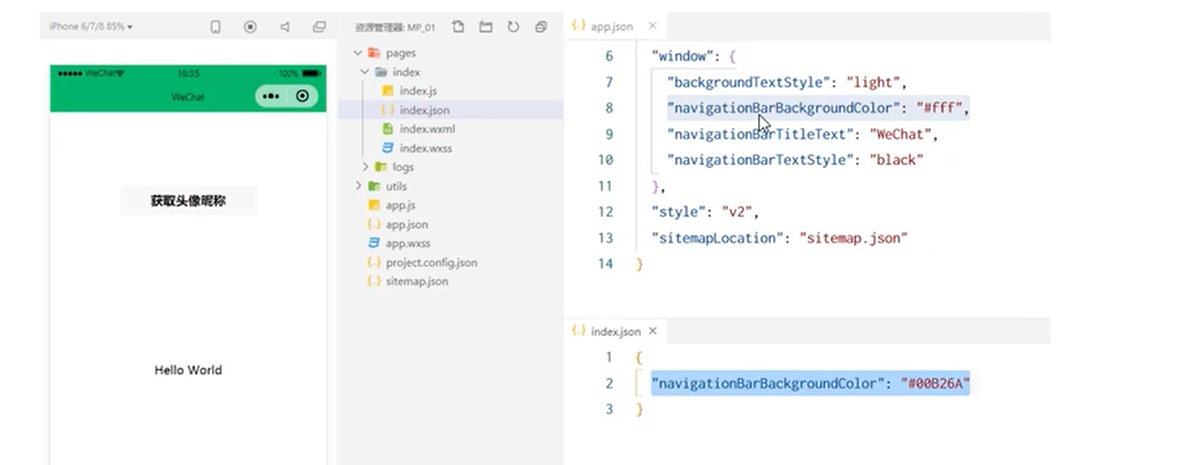 iPhone 6/7/8 85%
WeChat
16:35
100%
WeChat
获取头像昵称
Hello World
资源管理器: MP_01
pages
index
index.js
index.json
index.wxml
index.wxss
logs
utils
app.js
app.json
app.wxss
project.config.json
sitemap.json
{..} app.json
6 "window": {
7 "backgroundTextStyle": "light",
8 "navigationBarBackgroundColor": "#fff",
9 "navigationBarTitleText": "WeChat",
10 "navigationBarTextStyle": "black"
11 },
12 "style": "v2",
13 "sitemapLocation": "sitemap.json"
14 }
{..} index.json
1 {
2 "navigationBarBackgroundColor": "#00B26A"
3 }